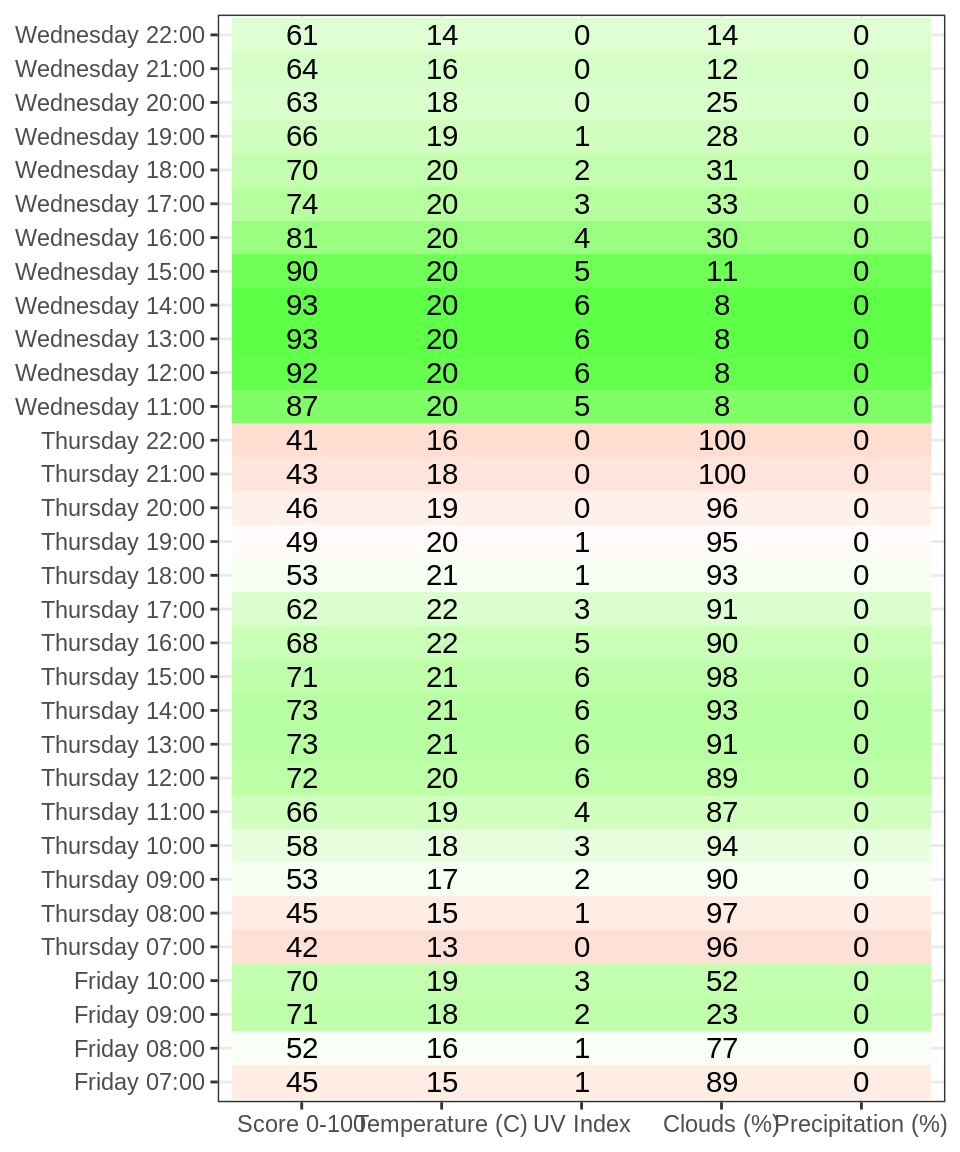 Wednesday 22:00 61 14 0 14 0
Wednesday 21:00 64 16 0 12 0
Wednesday 20:00 63 18 0 25 0
Wednesday 19:00 66 19 1 28 0
Wednesday 18:00 70 20 2 31 0
Wednesday 17:00 74 20 3 33 0
Wednesday 16:00 81 20 4 30 0
Wednesday 15:00 90 20 5 11 0
Wednesday 14:00 93 20 6 8 0
Wednesday 13:00 93 20 6 8 0
Wednesday 12:00 92 20 6 8 0
Wednesday 11:00 87 20 5 8 0
Thursday 22:00 41 16 0 100 0
Thursday 21:00 43 18 0 100 0
Thursday 20:00 46 19 0 96 0
Thursday 19:00 49 20 1 95 0
Thursday 18:00 53 21 1 93 0
Thursday 17:00 62 22 3 91 0
Thursday 16:00 68 22 5 90 0
Thursday 15:00 71 21 6 98 0
Thursday 14:00 73 21 6 93 0
Thursday 13:00 73 21 6 91 0
Thursday 12:00 72 20 6 89 0
Thursday 11:00 66 19 4 87 0
Thursday 10:00 58 18 3 94 0
Thursday 09:00 53 17 2 90 0
Thursday 08:00 45 15 1 97 0
Thursday 07:00 42 13 0 96 0
Friday 10:00 70 19 3 52 0
Friday 09:00 71 18 2 23 0
Friday 08:00 52 16 1 77 0
Friday 07:00 45 15 1 89 0
Score 0-100 Temperature (C) UV Index Clouds (%) Precipitation (%)